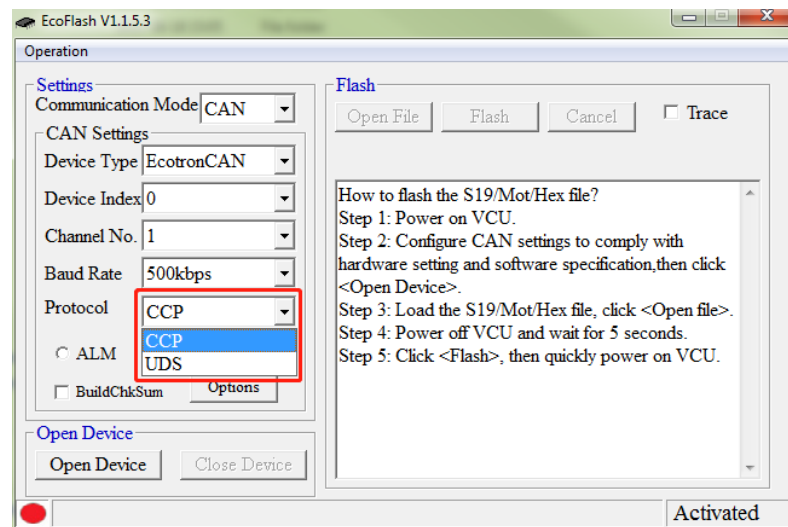 EcoFlash V1.1.5.3
Operation
Settings
Communication Mode CAN
CAN Settings
Device Type EcotronCAN
Device Index 0
Channel No. 1
Baud Rate 500kbps
Protocol CCP
CCP
UDS
ALM
BuildChkSum Options
Open Device
Open Device Close Device
Flash
Open File Flash Cancel Trace
How to flash the S19/Mot/Hex file?
Step 1: Power on VCU.
Step 2: Configure CAN settings to comply with
hardware setting and software specification,then click
<Open Device>.
Step 3: Load the S19/Mot/Hex file, click <Open file>.
Step 4: Power off VCU and wait for 5 seconds.
Step 5: Click <Flash>, then quickly power on VCU.
Activated